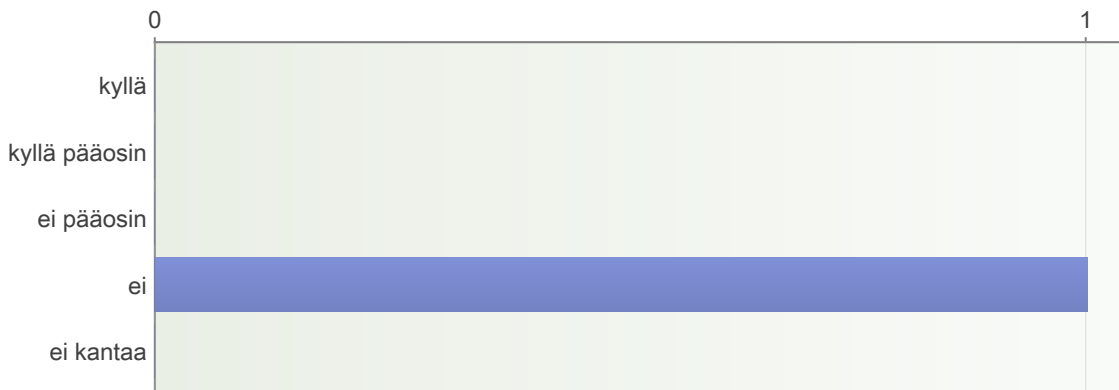 0 1
kyllä
kyllä pääosin
ei pääosin
ei
ei kantaa